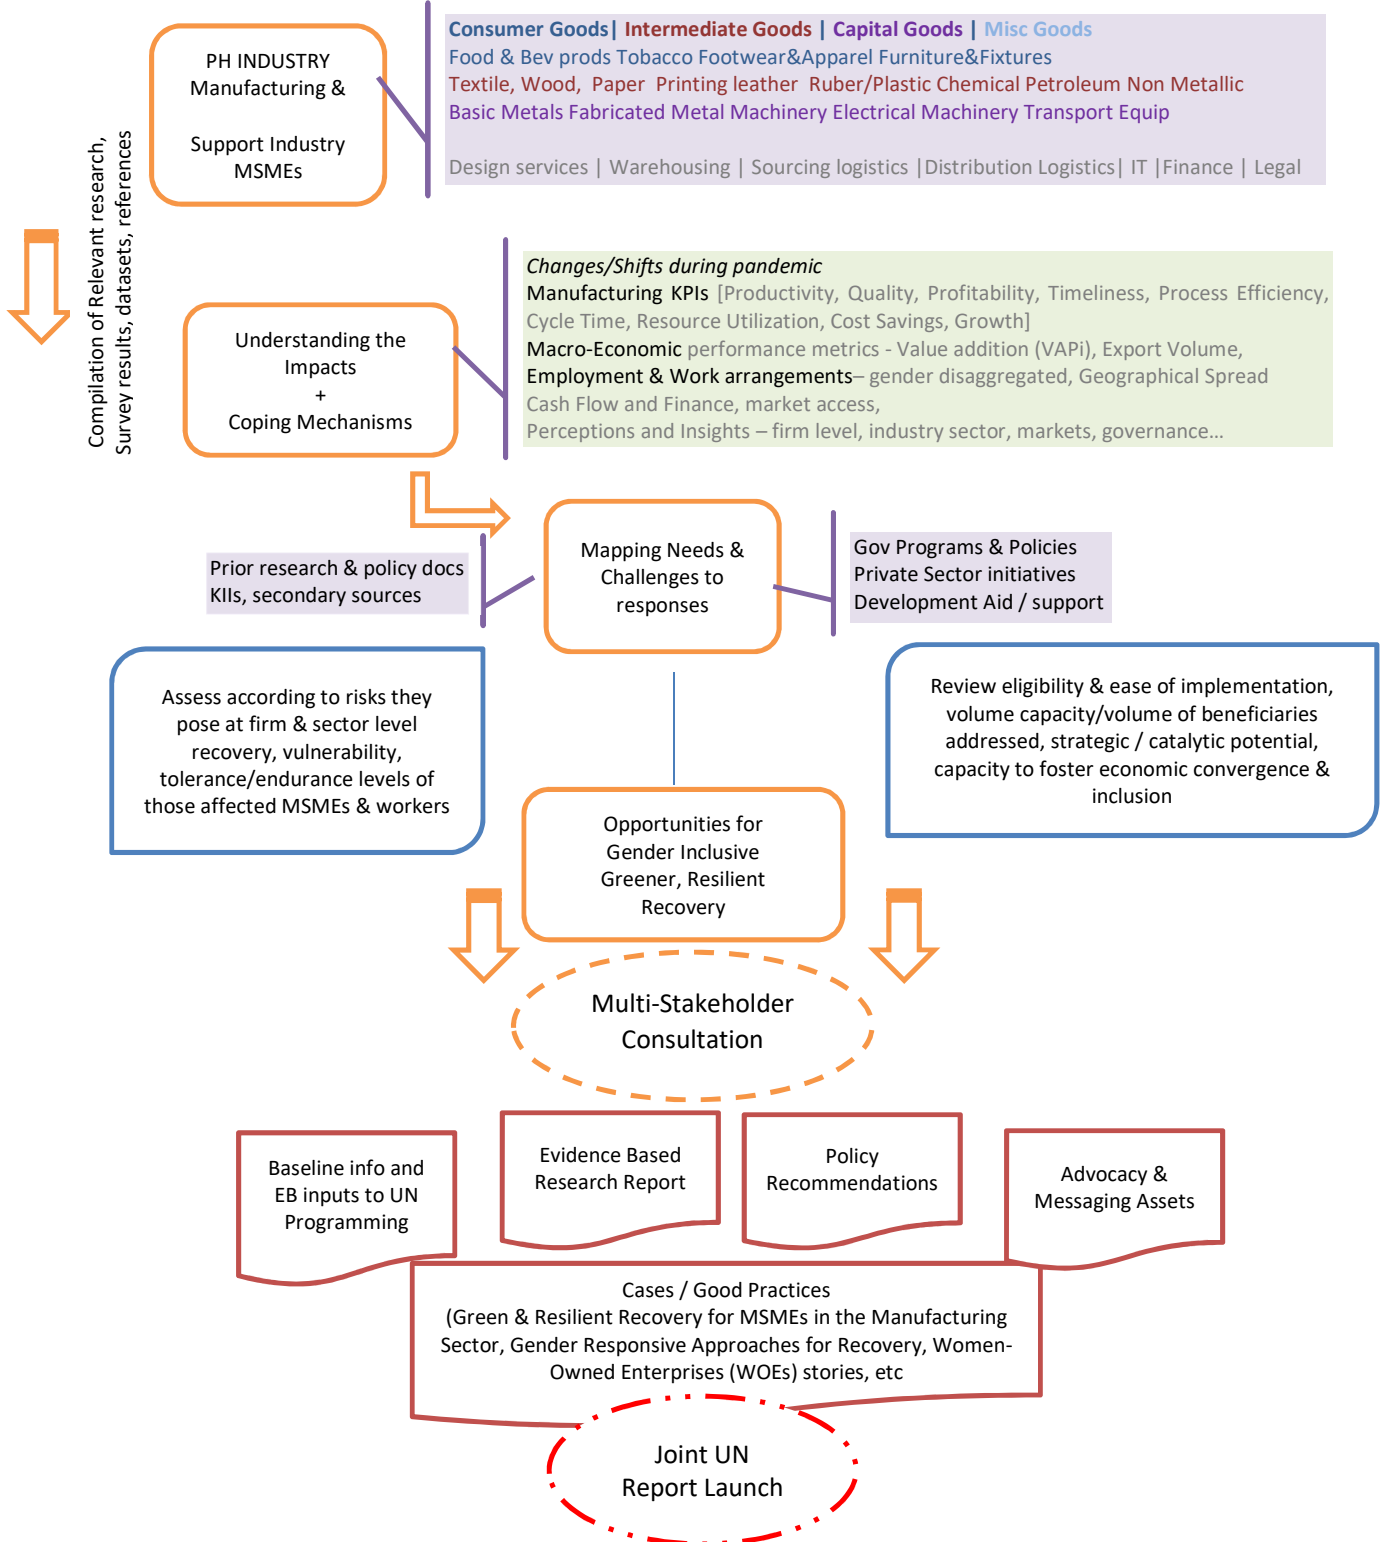 PH INDUSTRY
Manufacturing &
Support Industry
MSMEs
Consumer Goods| Intermediate Goods | Capital Goods | Misc Goods
Food & Bev prods Tobacco Footwear&Apparel Furniture&Fixtures
Textile, Wood, Paper Printing leather Ruber/Plastic Chemical Petroleum Non Metallic
Basic Metals Fabricated Metal Machinery Electrical Machinery Transport Equip
Design services | Warehousing | Sourcing logistics |Distribution Logistics| IT |Finance | Legal
Compilation of Relevant research,
Survey results, datasets, references
Understanding the
Impacts
+
Coping Mechanisms
Changes/Shifts during pandemic
Manufacturing KPIs [Productivity, Quality, Profitability, Timeliness, Process Efficiency,
Cycle Time, Resource Utilization, Cost Savings, Growth]
Macro-Economic performance metrics - Value addition (VAPi), Export Volume,
Employment & Work arrangements– gender disaggregated, Geographical Spread
Cash Flow and Finance, market access,
Perceptions and Insights – firm level, industry sector, markets, governance…
Prior research & policy docs
KIIs, secondary sources
Mapping Needs &
Challenges to
responses
Gov Programs & Policies
Private Sector initiatives
Development Aid / support
Assess according to risks they
pose at firm & sector level
recovery, vulnerability,
tolerance/endurance levels of
those affected MSMEs & workers
Review eligibility & ease of implementation,
volume capacity/volume of beneficiaries
addressed, strategic / catalytic potential,
capacity to foster economic convergence &
inclusion
Opportunities for
Gender Inclusive
Greener, Resilient
Recovery
Multi-Stakeholder
Consultation
Baseline info and
EB inputs to UN
Programming
Evidence Based
Research Report
Policy
Recommendations
Advocacy &
Messaging Assets
Cases / Good Practices
(Green & Resilient Recovery for MSMEs in the Manufacturing
Sector, Gender Responsive Approaches for Recovery, Women-
Owned Enterprises (WOEs) stories, etc
Joint UN
Report Launch